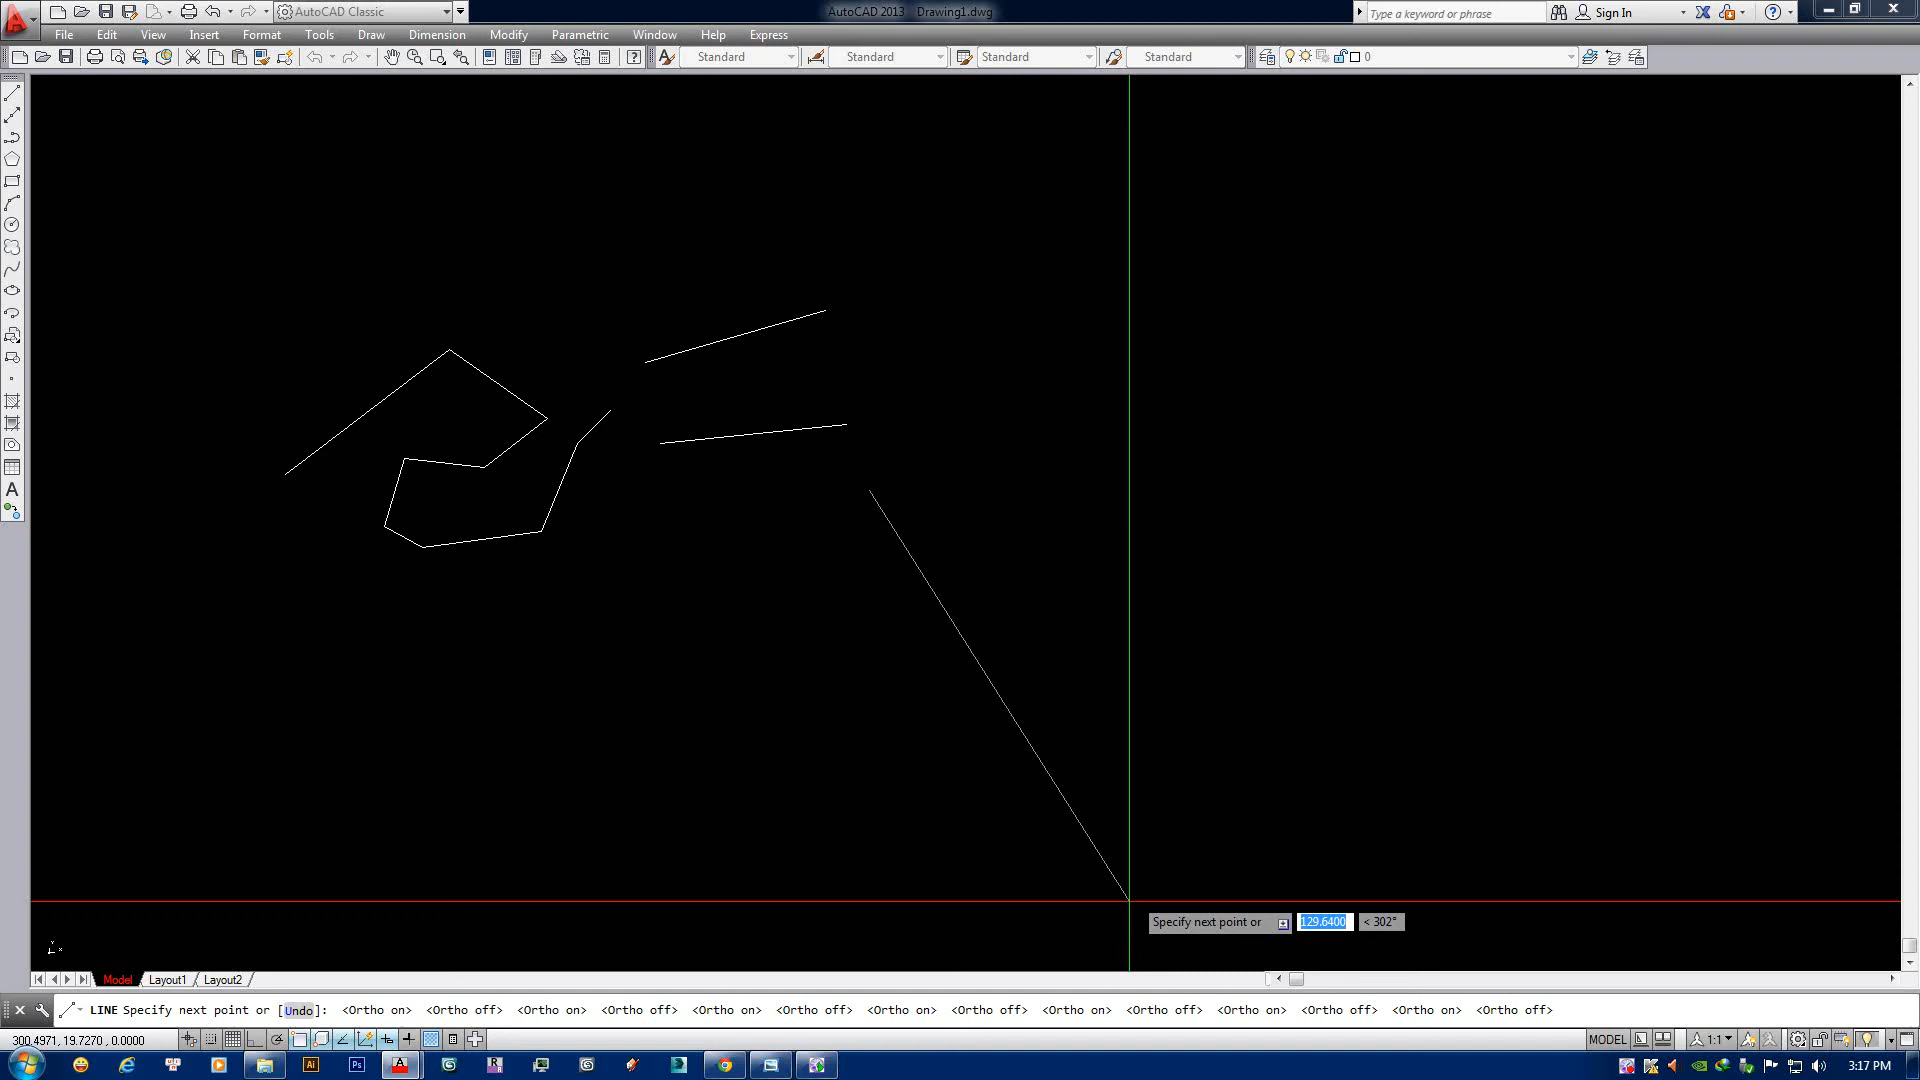 AutoCAD Classic
AutoCAD 2013 Drawing1.dwg
Type a keyword or phrase
Sign In
File Edit View Insert Format Tools Draw Dimension Modify Parametric Window Help Express
Standard Standard Standard Standard 0
A
Specify next point or 129.6400 < 302°
Model Layout1 Layout2
LINE Specify next point or [Undo]: <Ortho on> <Ortho off> <Ortho on> <Ortho off> <Ortho on> <Ortho off> <Ortho on> <Ortho off> <Ortho on> <Ortho off> <Ortho on> <Ortho off> <Ortho on> <Ortho off>
300.4971, 19.7270 , 0.0000
MODEL 1:1
Ai Ps A R
3:17 PM